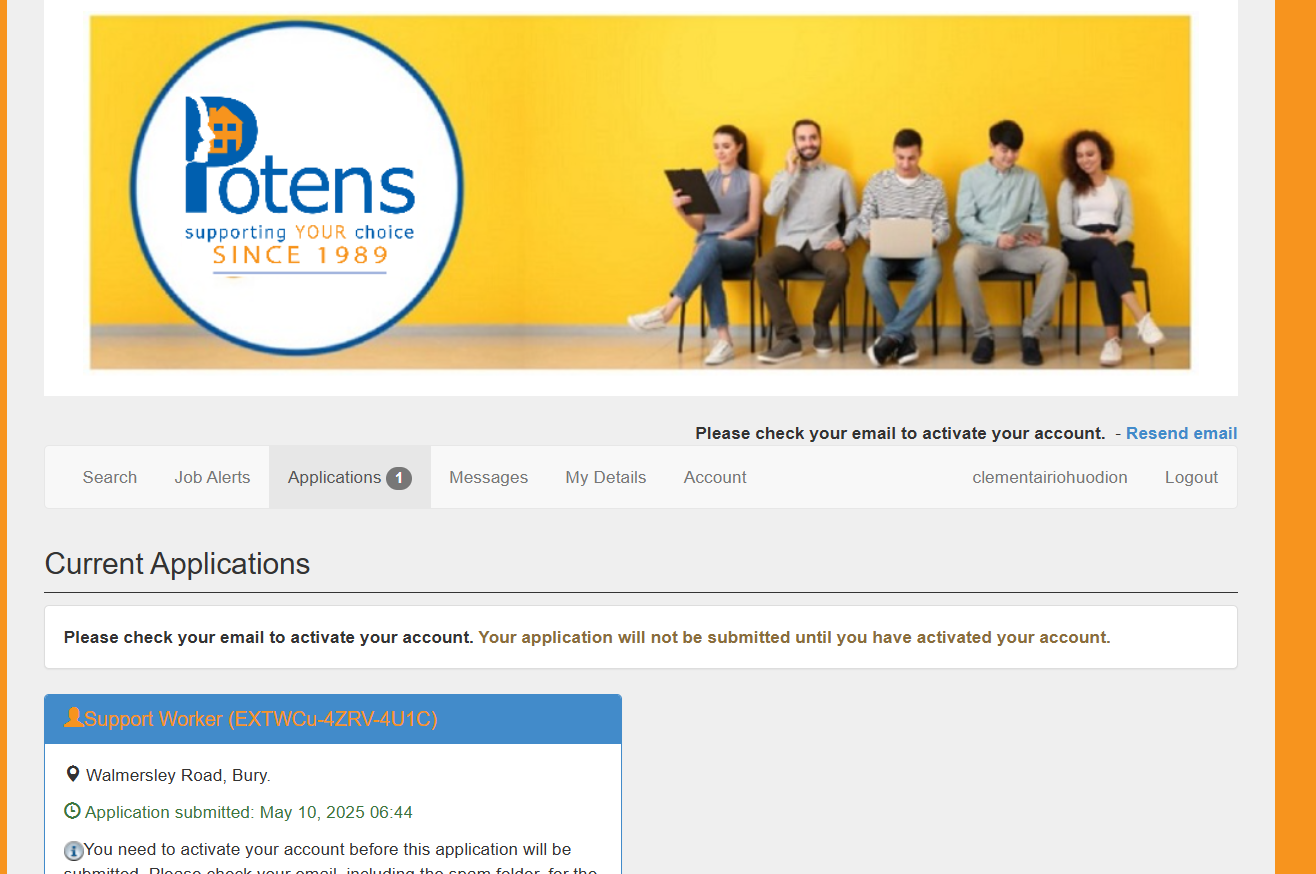 Potens
supporting YOUR choice
SINCE 1989
Please check your email to activate your account. - Resend email
Search Job Alerts Applications 1 Messages My Details Account clementairiohuodion Logout
Current Applications
Please check your email to activate your account. Your application will not be submitted until you have activated your account.
Support Worker (EXTWCu-4ZRV-4U1C)
Walmersley Road, Bury.
Application submitted: May 10, 2025 06:44
You need to activate your account before this application will be
submitted. Please check your email, including the spam folder, for the